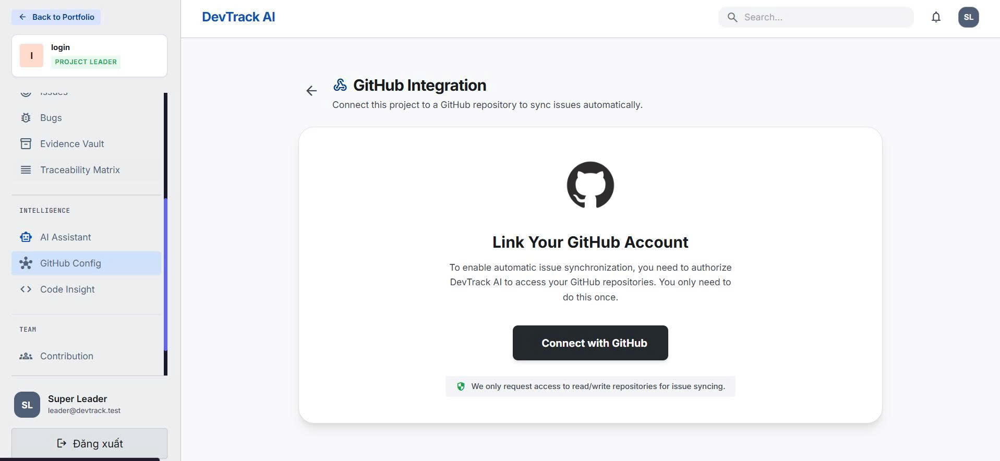 Back to Portfolio
l
login
PROJECT LEADER
Issues
Bugs
Evidence Vault
Traceability Matrix
INTELLIGENCE
AI Assistant
GitHub Config
Code Insight
TEAM
Contribution
SL
Super Leader
leader@devtrack.test
Đăng xuất
DevTrack AI
Search...
SL
GitHub Integration
Connect this project to a GitHub repository to sync issues automatically.
Link Your GitHub Account
To enable automatic issue synchronization, you need to authorize
DevTrack AI to access your GitHub repositories. You only need to
do this once.
Connect with GitHub
We only request access to read/write repositories for issue syncing.